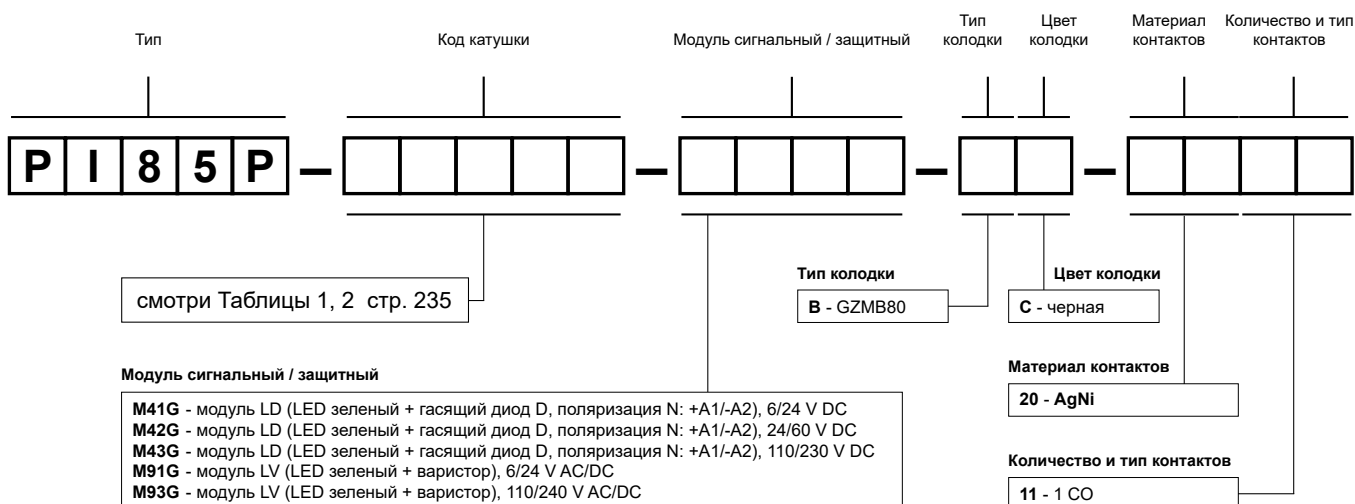 Тип
Код катушки
Модуль сигнальный / защитный
Тип
колодки
Цвет
колодки
Материал
контактов
Количество и тип
контактов
P I 8 5 P – – – –
смотри Таблицы 1, 2 стр. 235
Тип колодки
B - GZMB80
Цвет колодки
C - черная
Модуль сигнальный / защитный
M41G - модуль LD (LED зеленый + гасящий диод D, поляризация N: +A1/-A2), 6/24 V DC
M42G - модуль LD (LED зеленый + гасящий диод D, поляризация N: +A1/-A2), 24/60 V DC
M43G - модуль LD (LED зеленый + гасящий диод D, поляризация N: +A1/-A2), 110/230 V DC
M91G - модуль LV (LED зеленый + варистор), 6/24 V AC/DC
M93G - модуль LV (LED зеленый + варистор), 110/240 V AC/DC
Материал контактов
20 - AgNi
Количество и тип контактов
11 - 1 CO